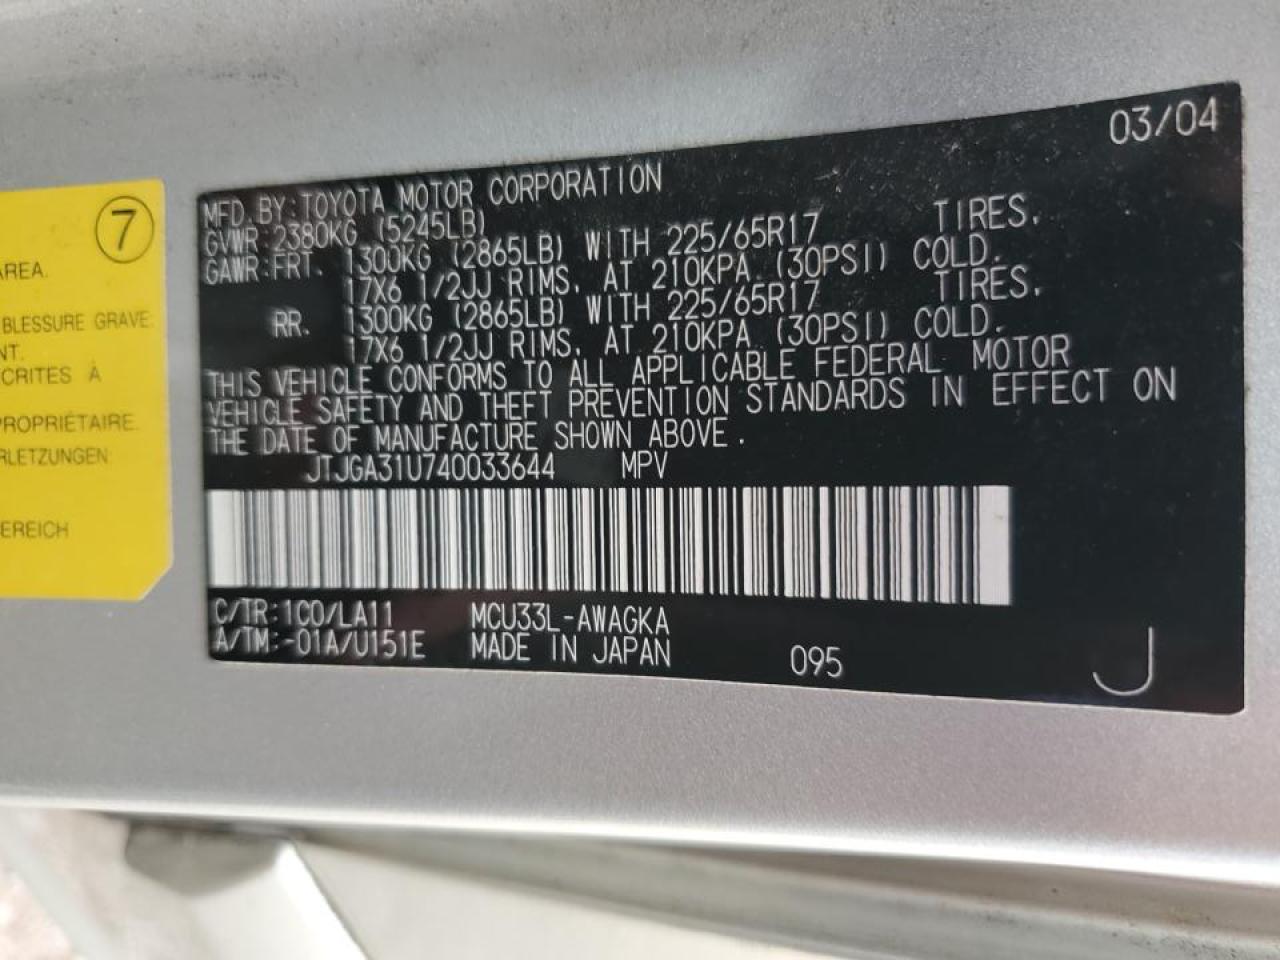 7
AREA.
BLESSURE GRAVE.
NT.
CRITES À
PROPRIÉTAIRE.
RLETZUNGEN
EREICH
03/04
MFD.BY:TOYOTA MOTOR CORPORATION
GVWR:2380KG (5245LB)
GAWR:FRT. 1300KG (2865LB) WITH 225/65R17 TIRES,
17X6 1/2JJ RIMS, AT 210KPA (30PSI) COLD.
RR. 1300KG (2865LB) WITH 225/65R17 TIRES,
17X6 1/2JJ RIMS, AT 210KPA (30PSI) COLD.
THIS VEHICLE CONFORMS TO ALL APPLICABLE FEDERAL MOTOR
VEHICLE SAFETY AND THEFT PREVENTION STANDARDS IN EFFECT ON
THE DATE OF MANUFACTURE SHOWN ABOVE.
JTJGA31U740033644 MPV
C/TR:1C0/LA11 MCU33L-AWAGKA
A/TM:-01A/U151E MADE IN JAPAN 095 J